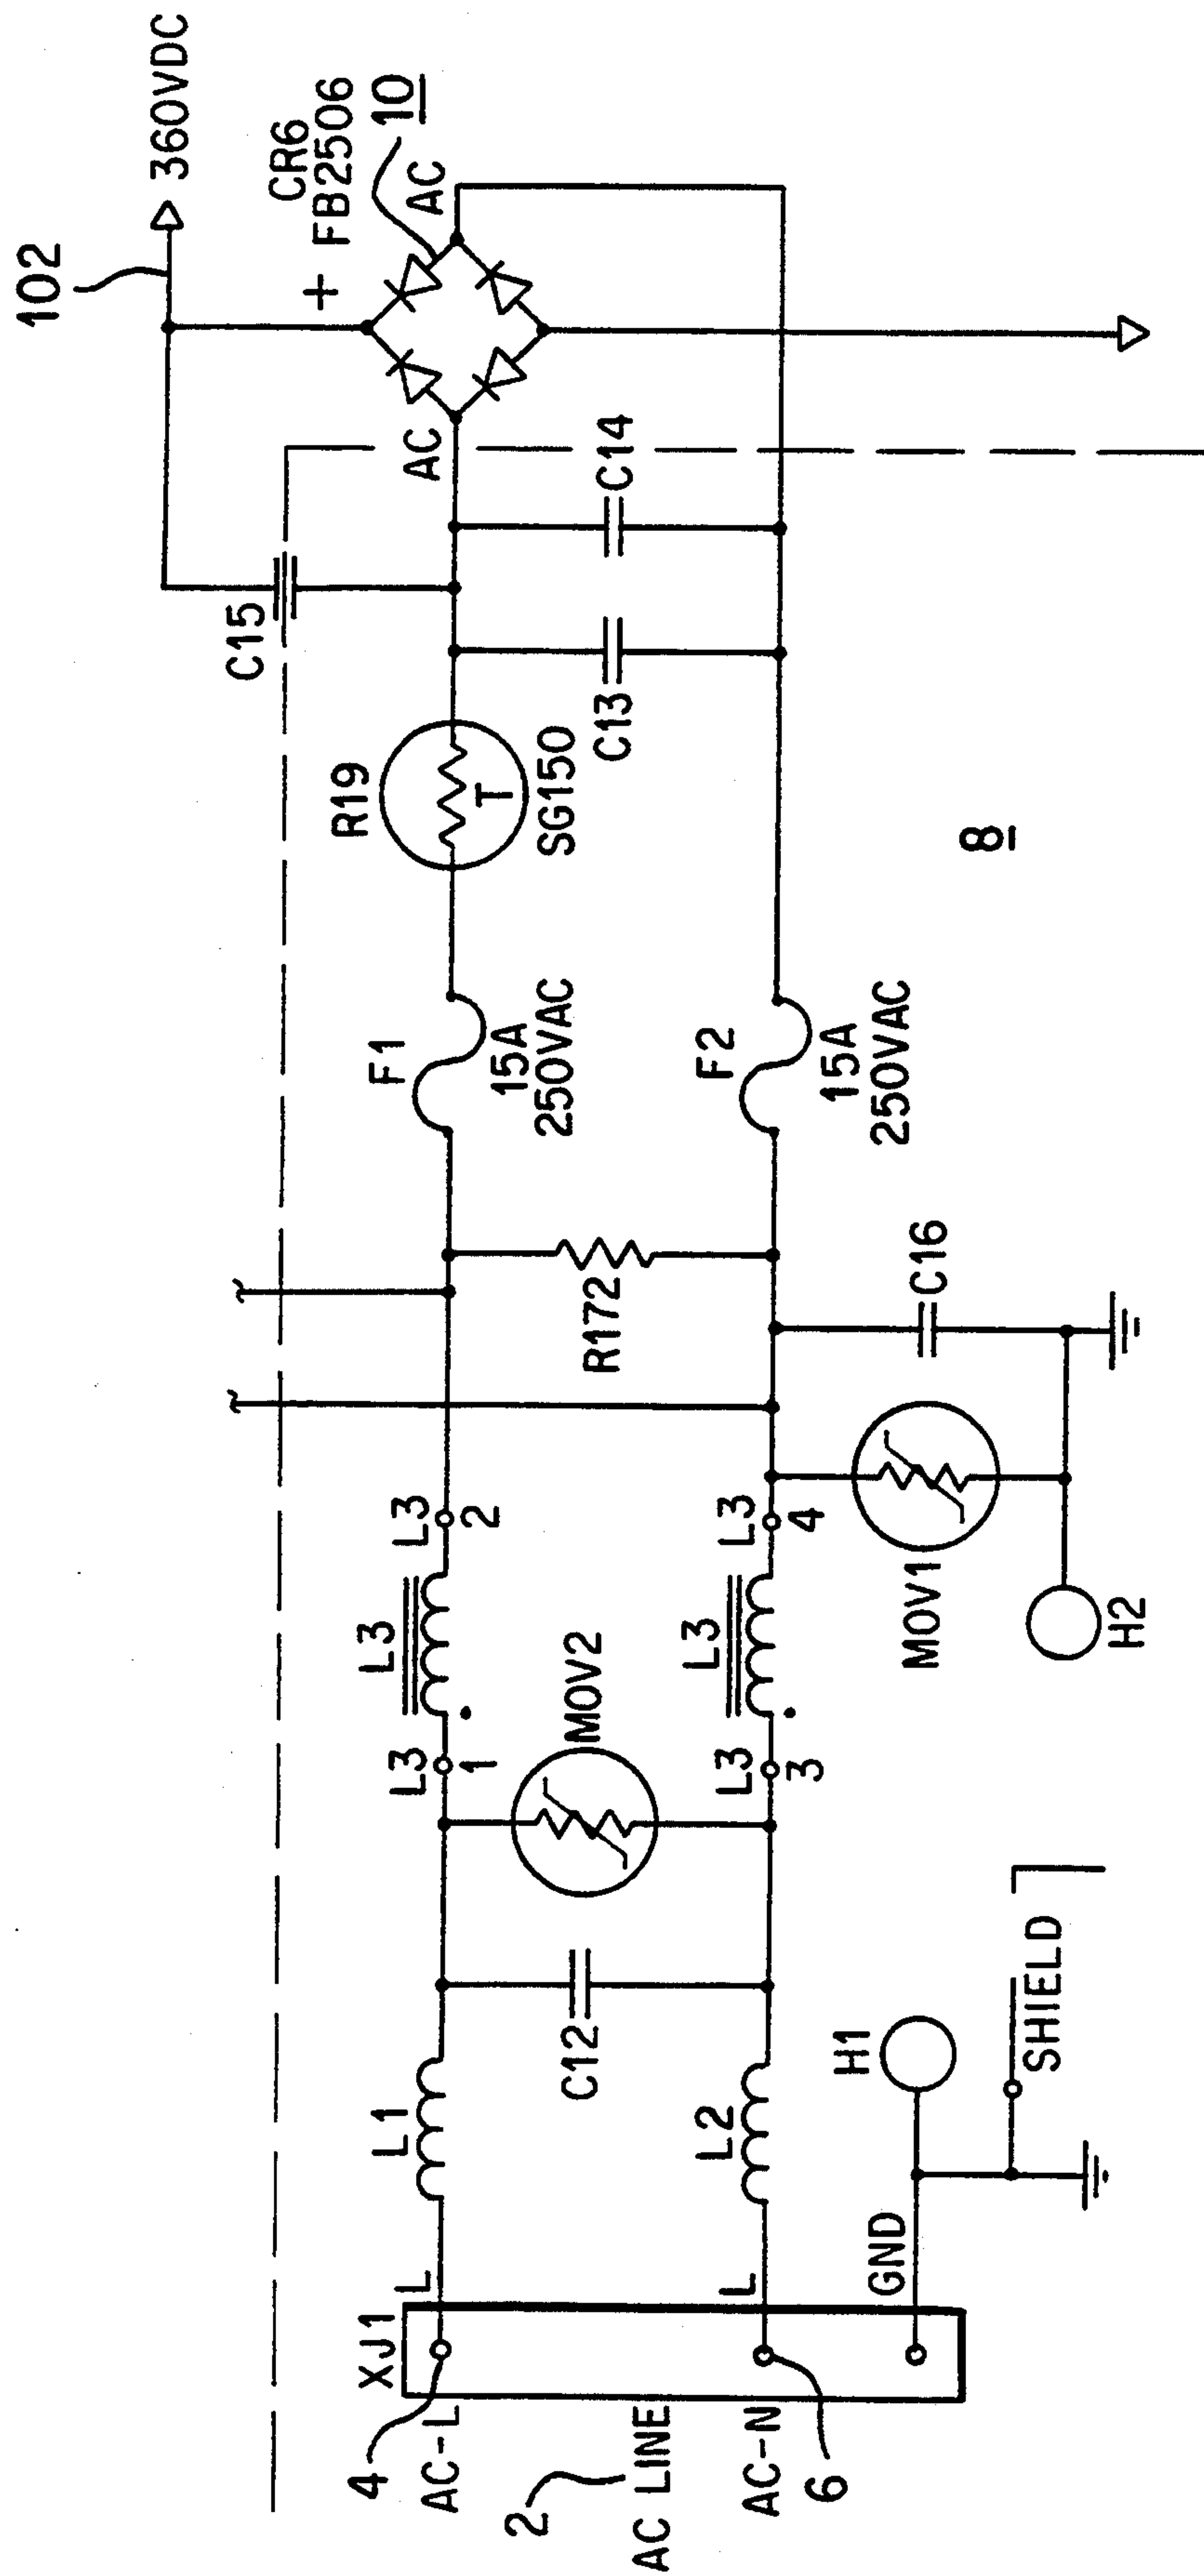 102
360VDC
CR6
FB2506
10
+
AC
AC
C15
C14
C13
R19
T
SG150
8
F1
15A
250VAC
F2
15A
250VAC
R172
C16
L3
2
L3
L3
1
MOV2
L3
4
L3
L3
3
MOV1
H2
C12
L1
L2
H1
SHIELD
GND
XJ1
L
L
4
AC-L
2
AC LINE
AC-N
6